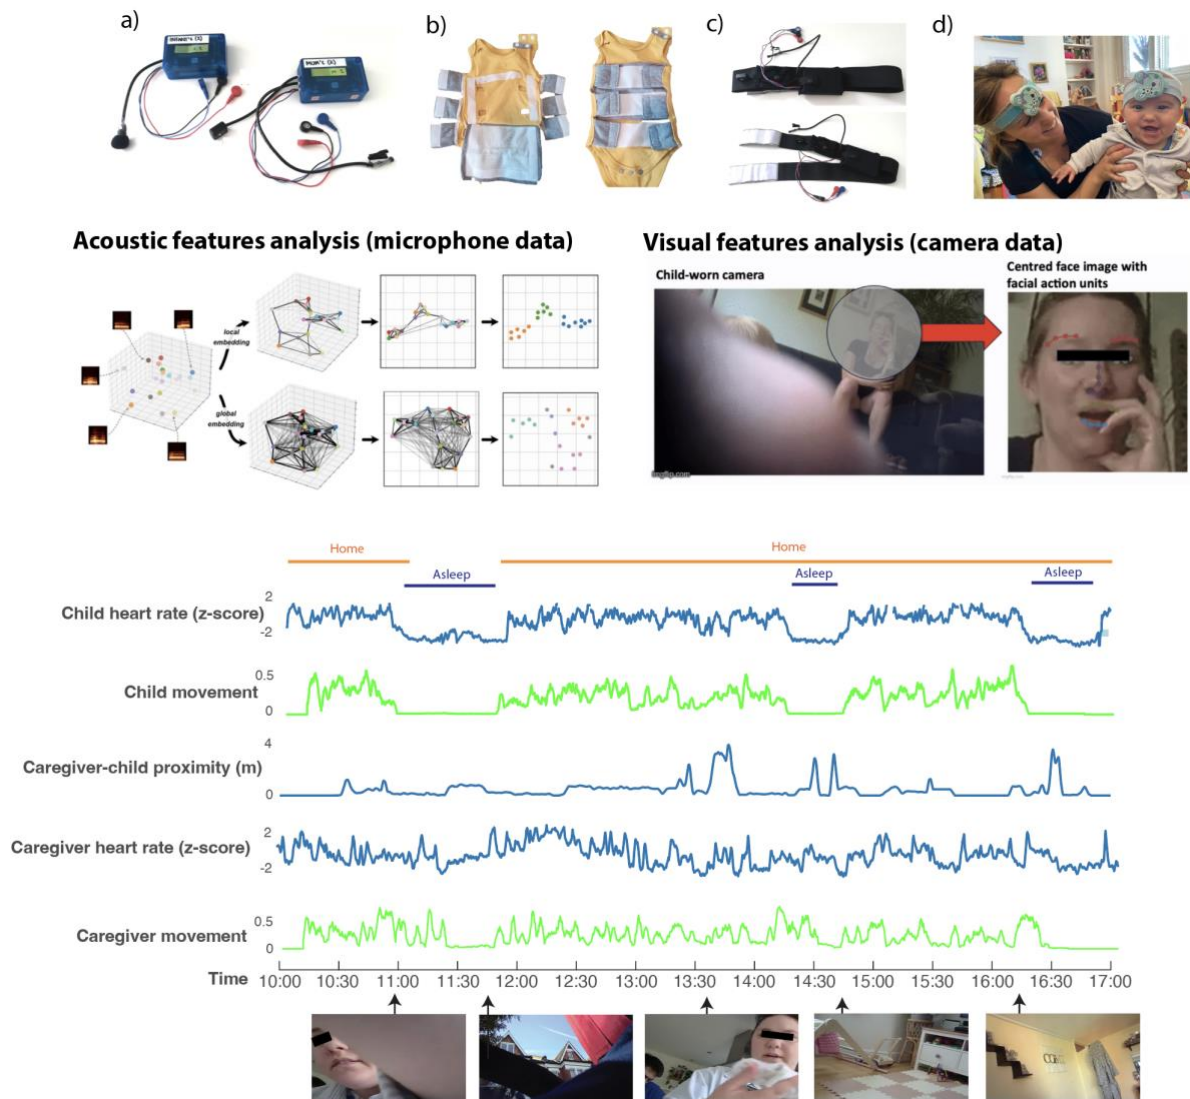 a)
b)
c)
d)
MUM'S (2)
Acoustic features analysis (microphone data)
Visual features analysis (camera data)
Child-worn camera
Centred face image with
facial action units
local
embedding
global
embedding
imgflip.com
Home
Home
Asleep
Asleep
Asleep
Child heart rate (z-score)
2
-2
Child movement
0.5
0
Caregiver-child proximity (m)
4
0
Caregiver heart rate (z-score)
2
-2
Caregiver movement
0.5
0
Time
10:00 10:30 11:00 11:30 12:00 12:30 13:00 13:30 14:00 14:30 15:00 15:30 16:00 16:30 17:00